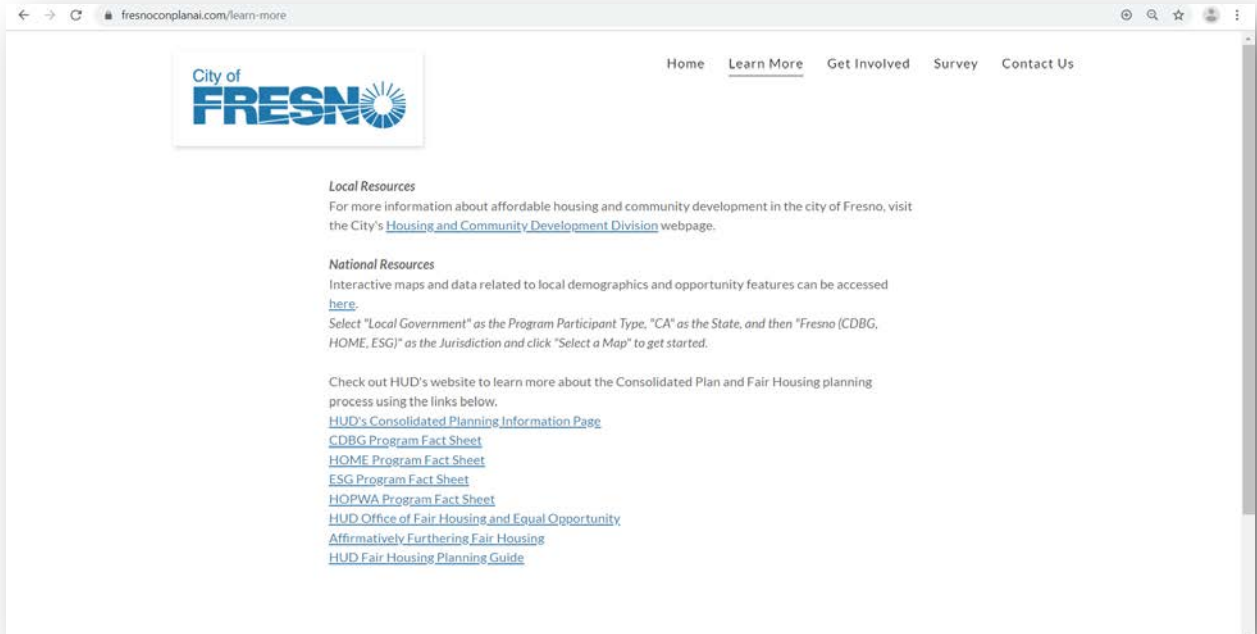 fresnoconplanai.com/learn-more
City of
FRESNO
Home Learn More Get Involved Survey Contact Us
Local Resources
For more information about affordable housing and community development in the city of Fresno, visit
the City's Housing and Community Development Division webpage.
National Resources
Interactive maps and data related to local demographics and opportunity features can be accessed
here.
Select "Local Government" as the Program Participant Type, "CA" as the State, and then "Fresno (CDBG,
HOME, ESG)" as the Jurisdiction and click "Select a Map" to get started.
Check out HUD's website to learn more about the Consolidated Plan and Fair Housing planning
process using the links below.
HUD's Consolidated Planning Information Page
CDBG Program Fact Sheet
HOME Program Fact Sheet
ESG Program Fact Sheet
HOPWA Program Fact Sheet
HUD Office of Fair Housing and Equal Opportunity
Affirmatively Furthering Fair Housing
HUD Fair Housing Planning Guide